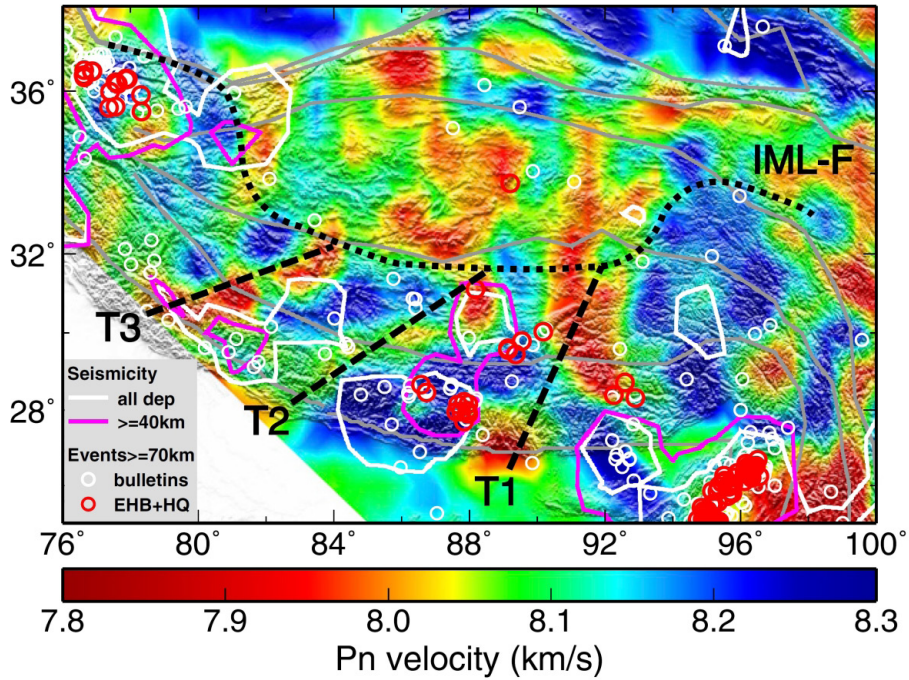 36°
32°
28°
IML-F
T3
T2
T1
Seismicity
all dep
>=40km
Events>=70km
bulletins
EHB+HQ
76° 80° 84° 88° 92° 96° 100°
7.8 7.9 8.0 8.1 8.2 8.3
Pn velocity (km/s)